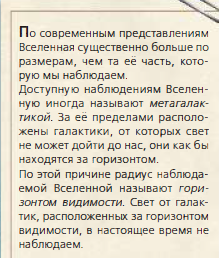 По современным представлениям
Вселенная существенно больше по
размерам, чем та её часть, кото-
рую мы наблюдаем.
Доступную наблюдениям Вселен-
ную иногда называют метагалак-
тикой. За её пределами располо-
жены галактики, от которых свет
не может дойти до нас, они как бы
находятся за горизонтом.
По этой причине радиус наблюда-
емой Вселенной называют гори-
зонтом видимости. Свет от галак-
тик, расположенных за горизонтом
видимости, в настоящее время не
наблюдаем.